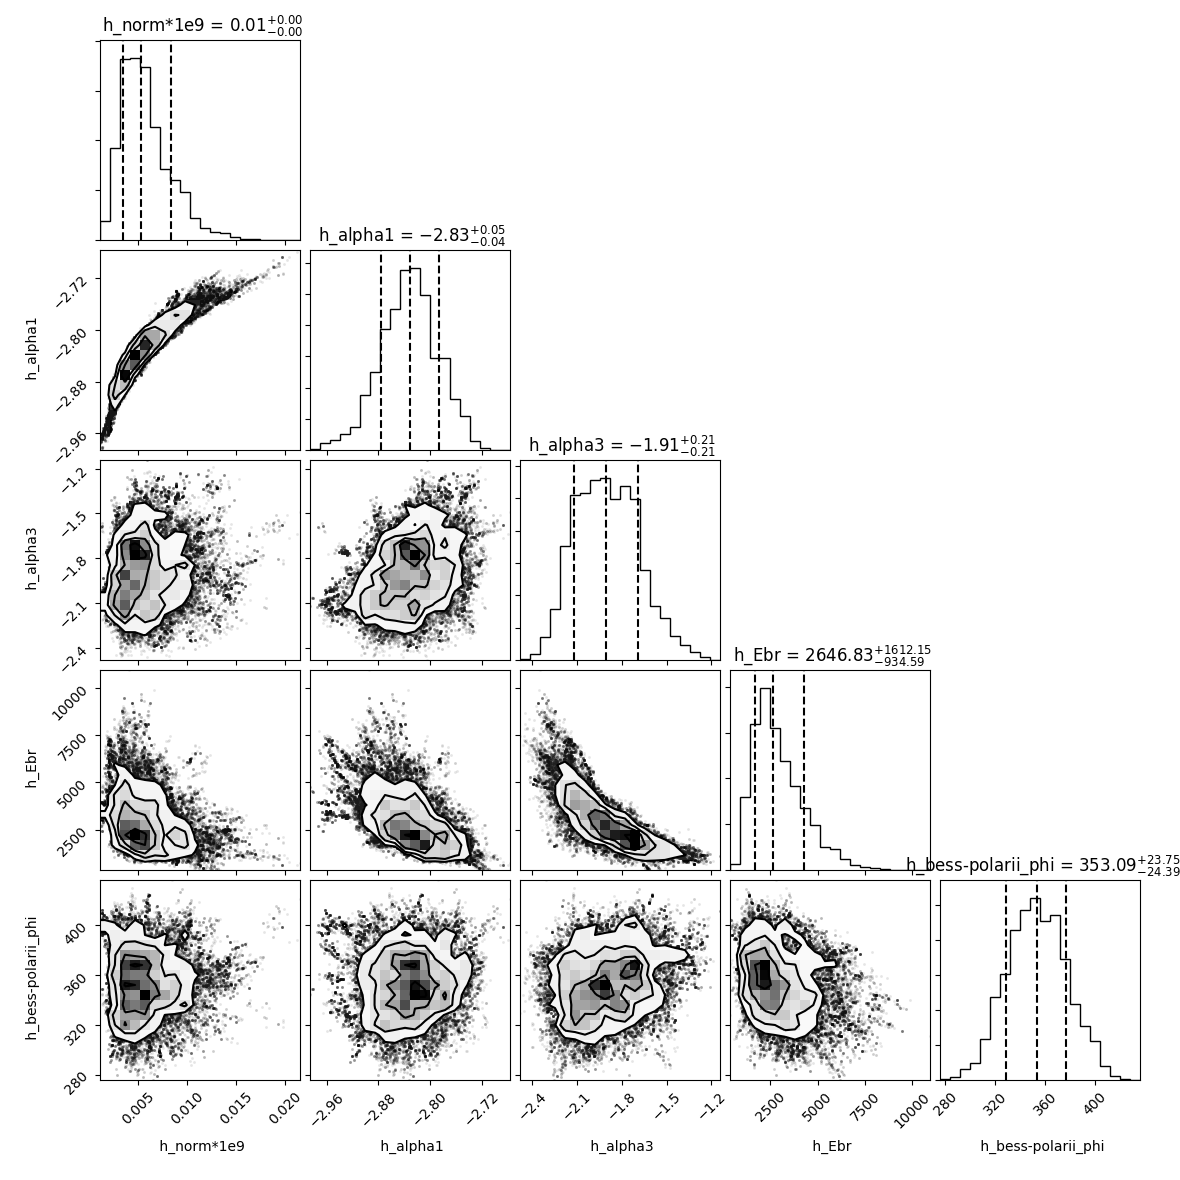 h_norm*1e9 = 0.01+0.00−0.00
h_alpha1 = −2.83+0.05−0.04
h_alpha1
−2.72
−2.80
−2.88
−2.96
h_alpha3 = −1.91+0.21−0.21
h_alpha3
−1.2
−1.5
−1.8
−2.1
−2.4
h_Ebr = 2646.83+1612.15−934.59
h_Ebr
10000
7500
5000
2500
h_bess-polarii_phi = 353.09+23.75−24.39
h_bess-polarii_phi
400
360
320
280
0.005 0.010 0.015 0.020
−2.96 −2.88 −2.80 −2.72
−2.4 −2.1 −1.8 −1.5 −1.2
2500 5000 7500 10000
280 320 360 400
h_norm*1e9 h_alpha1 h_alpha3 h_Ebr h_bess-polarii_phi